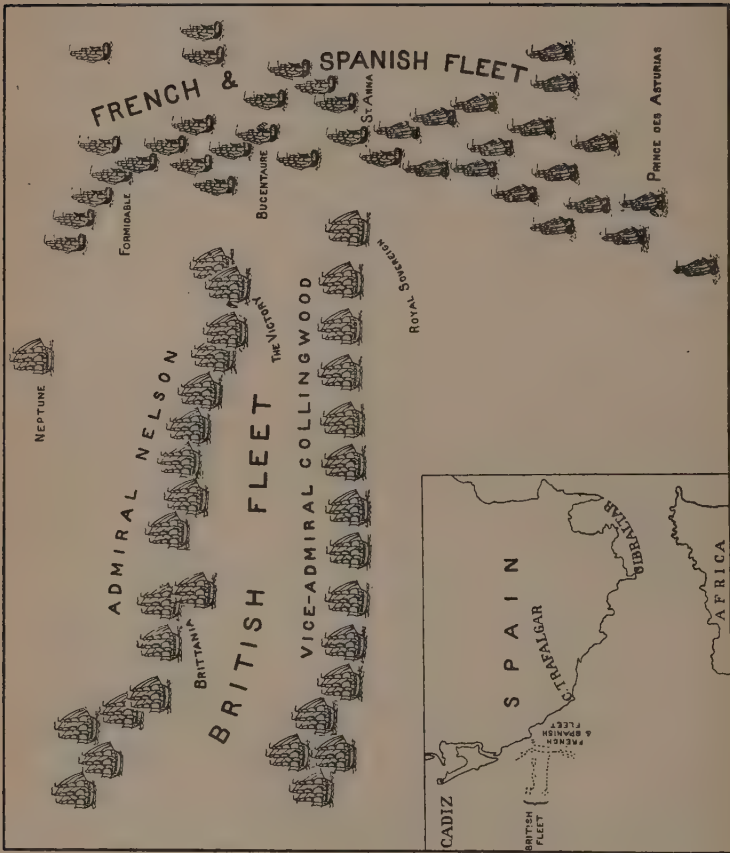 FRENCH &
SPANISH FLEET
FORMIDABLE
BUCENTAURE
ST ANNA
PRINCE DES ASTURIAS
NEPTUNE
ADMIRAL NELSON
THE VICTORY
BRITTANIA
BRITISH FLEET
VICE-ADMIRAL COLLINGWOOD
ROYAL SOVEREIGN
CADIZ
SPAIN
C. TRAFALGAR
GIBRALTAR
AFRICA
FRENCH
& SPANISH
FLEET
BRITISH
FLEET